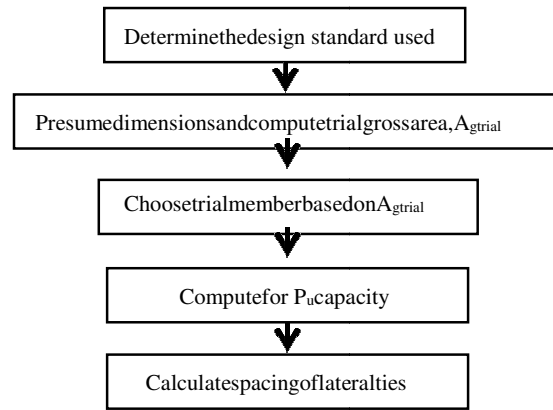 Determinethedesign standard used
Presumedimensionsandcomputetrialgrossarea,Agtrial
ChoosetrialmemberbasedonAgtrial
Computefor Pucapacity
Calculatespacingoflateralties